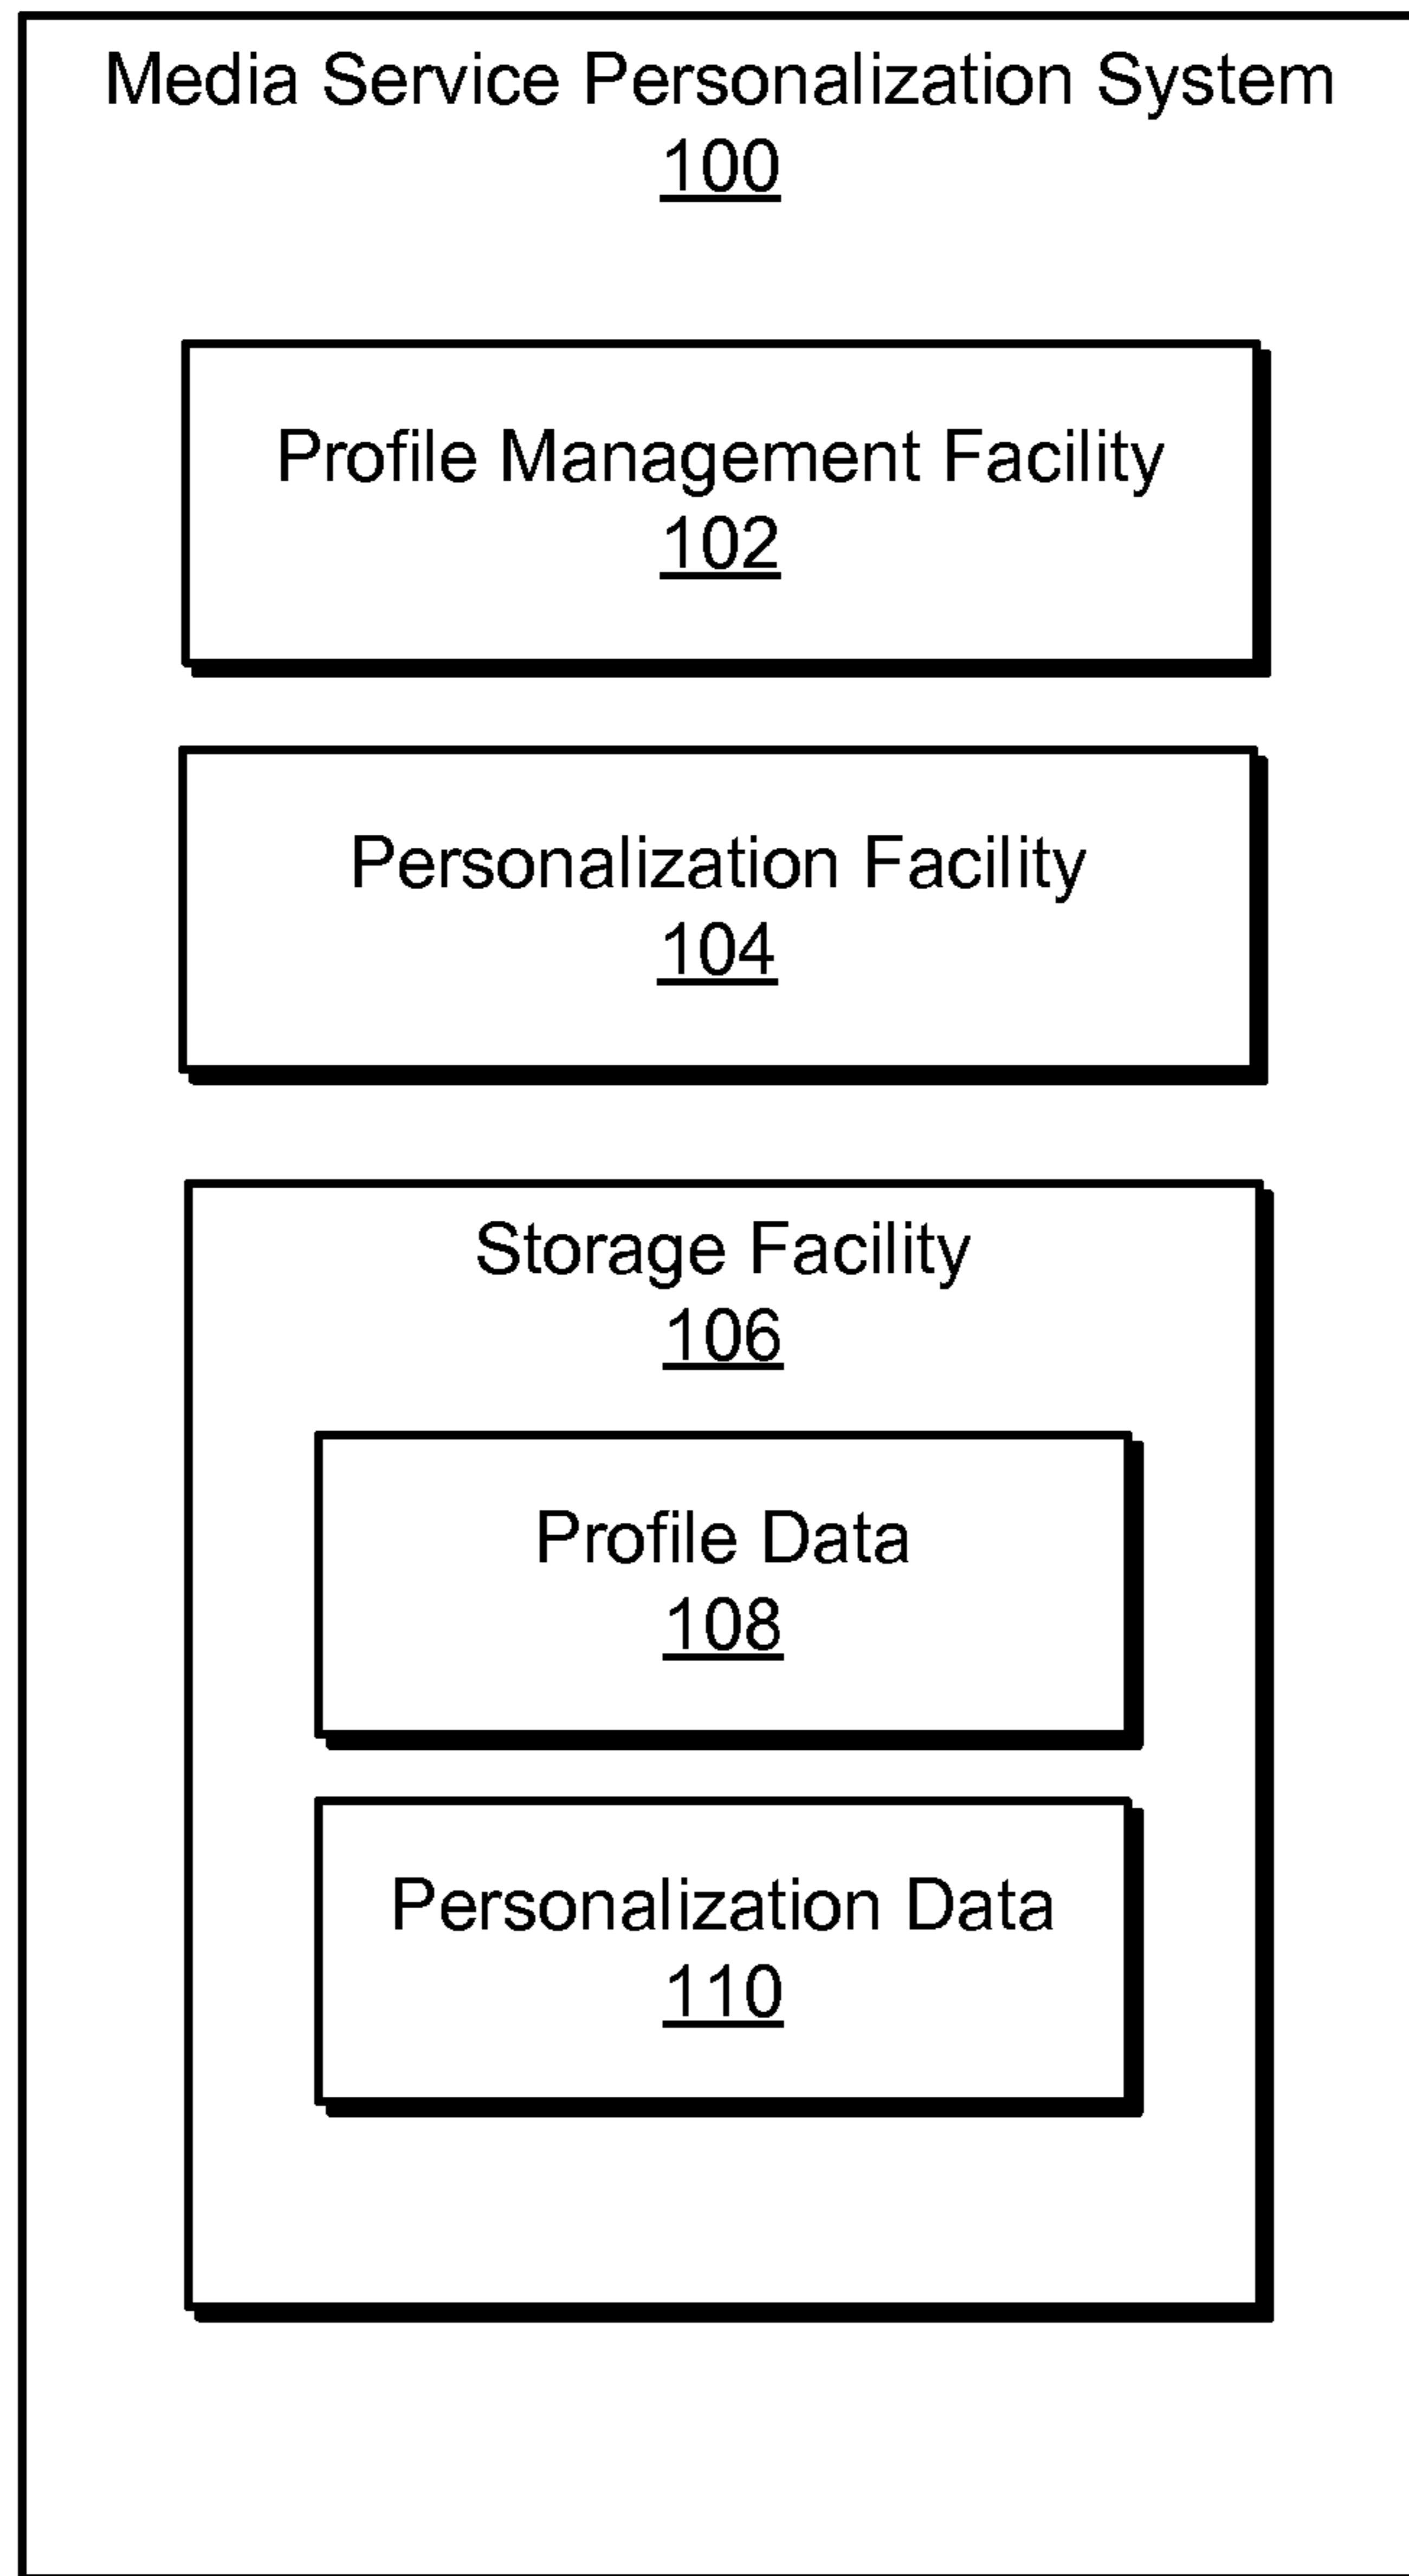 Media Service Personalization System
100
Profile Management Facility
102
Personalization Facility
104
Storage Facility
106
Profile Data
108
Personalization Data
110